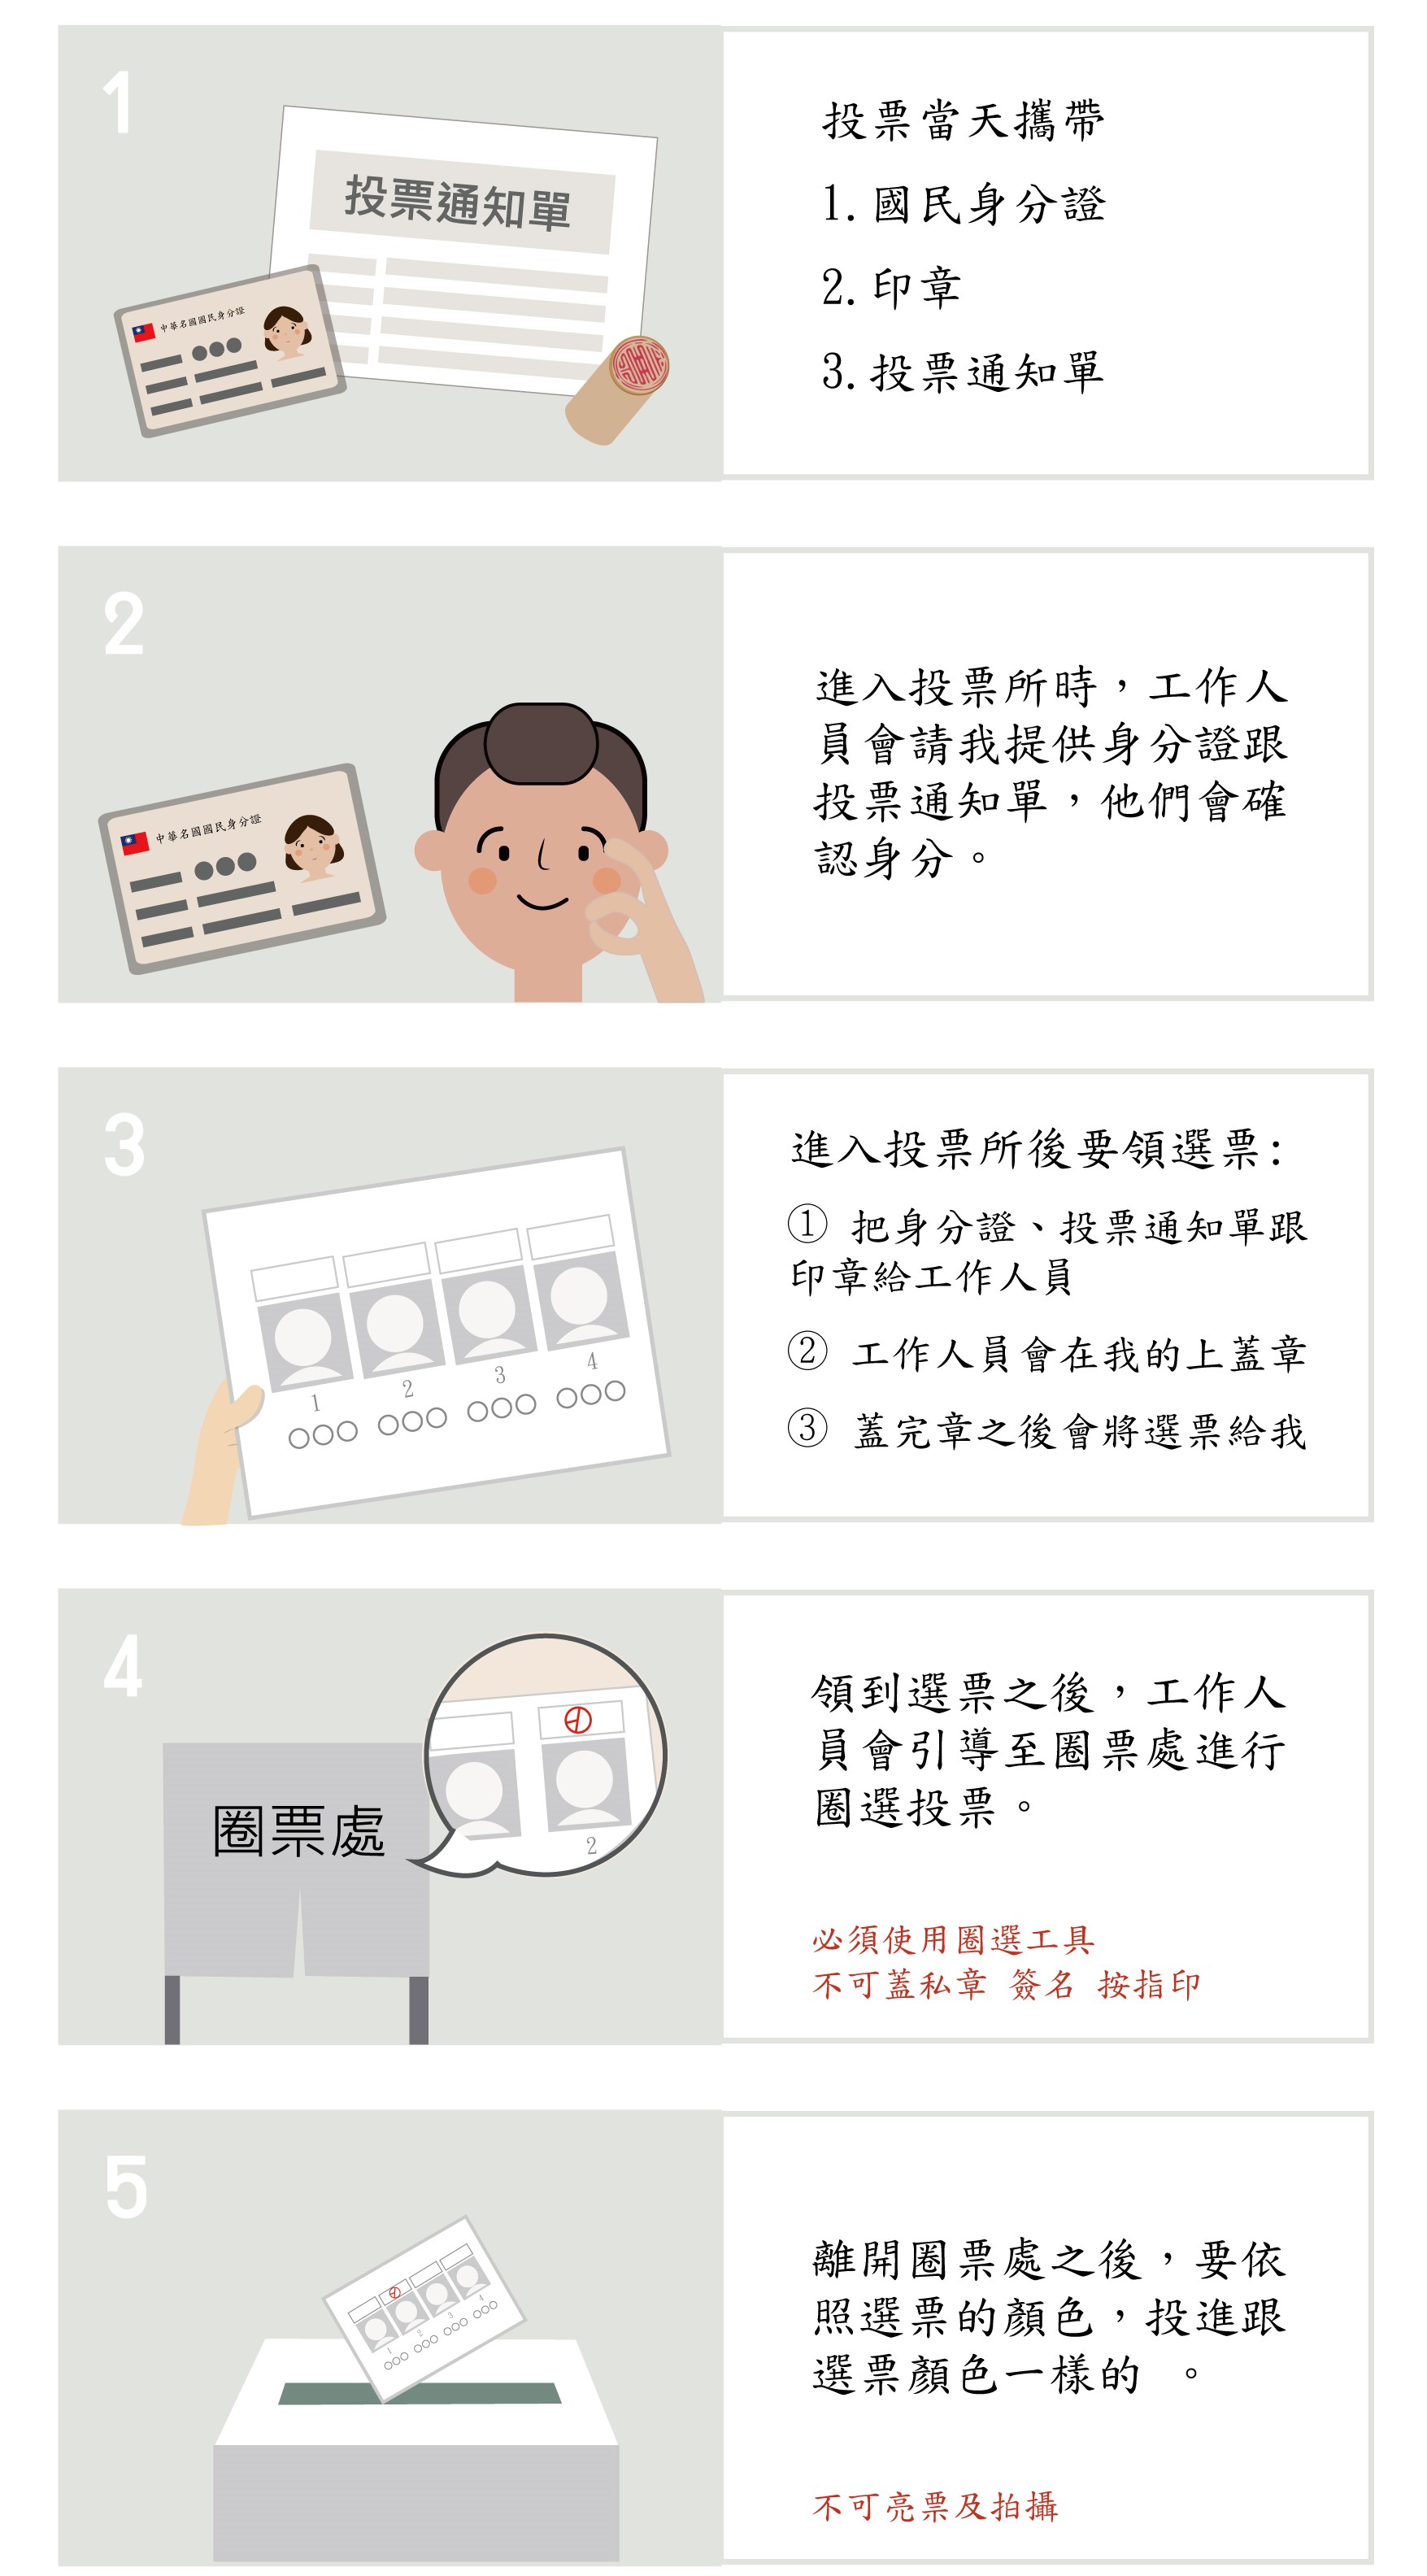 1
投票通知單
中華名國國民身分證
投票當天攜帶
1. 國民身分證
2. 印章
3. 投票通知單
2
中華名國國民身分證
進入投票所時，工作人
員會請我提供身分證跟
投票通知單，他們會確
認身分。
3
1
2
3
4
進入投票所後要領選票:
① 把身分證、投票通知單跟
印章給工作人員
② 工作人員會在我的上蓋章
③ 蓋完章之後會將選票給我
4
圈票處
2
領到選票之後，工作人
員會引導至圈票處進行
圈選投票。
必須使用圈選工具
不可蓋私章 簽名 按指印
5
1
2
3
4
離開圈票處之後，要依
照選票的顏色，投進跟
選票顏色一樣的 。
不可亮票及拍攝